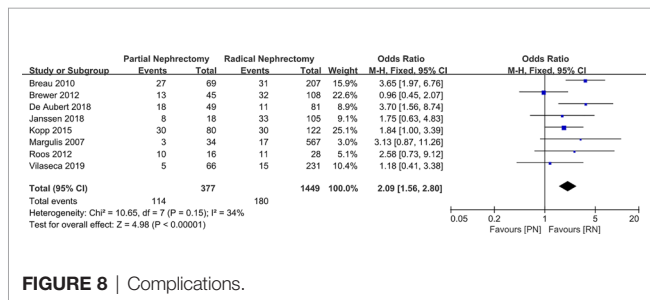 Partial Nephrectomy Radical Nephrectomy Odds Ratio Odds Ratio
Study or Subgroup Events Total Events Total Weight M-H. Fixed. 95% CI M-H. Fixed. 95% CI
Breau 2010 27 69 31 207 15.9% 3.65 [1.97, 6.76]
Brewer 2012 13 45 32 108 18.9% 0.96 [0.45, 2.07]
De Aubert 2018 18 49 11 81 13.5% 3.70 [1.56, 8.74]
Janssen 2018 8 18 33 105 9.1% 1.75 [0.63, 4.83]
Kopp 2015 30 80 30 122 25.1% 1.84 [1.00, 3.39]
Margulis 2007 3 34 17 567 3.1% 3.13 [0.87, 11.26]
Roos 2012 10 16 11 28 4.0% 2.58 [0.73, 9.12]
Vilaseca 2019 5 66 15 231 10.4% 1.18 [0.41, 3.38]
Total (95% CI) 377 1449 100.0% 2.09 [1.56, 2.80]
Total events 114 180
Heterogeneity: Chi² = 10.65, df = 7 (P = 0.15); I² = 34%
Test for overall effect: Z = 4.98 (P < 0.00001)
0.05 0.2 1 5 20
Favours [PN] Favours [RN]
FIGURE 8 | Complications.